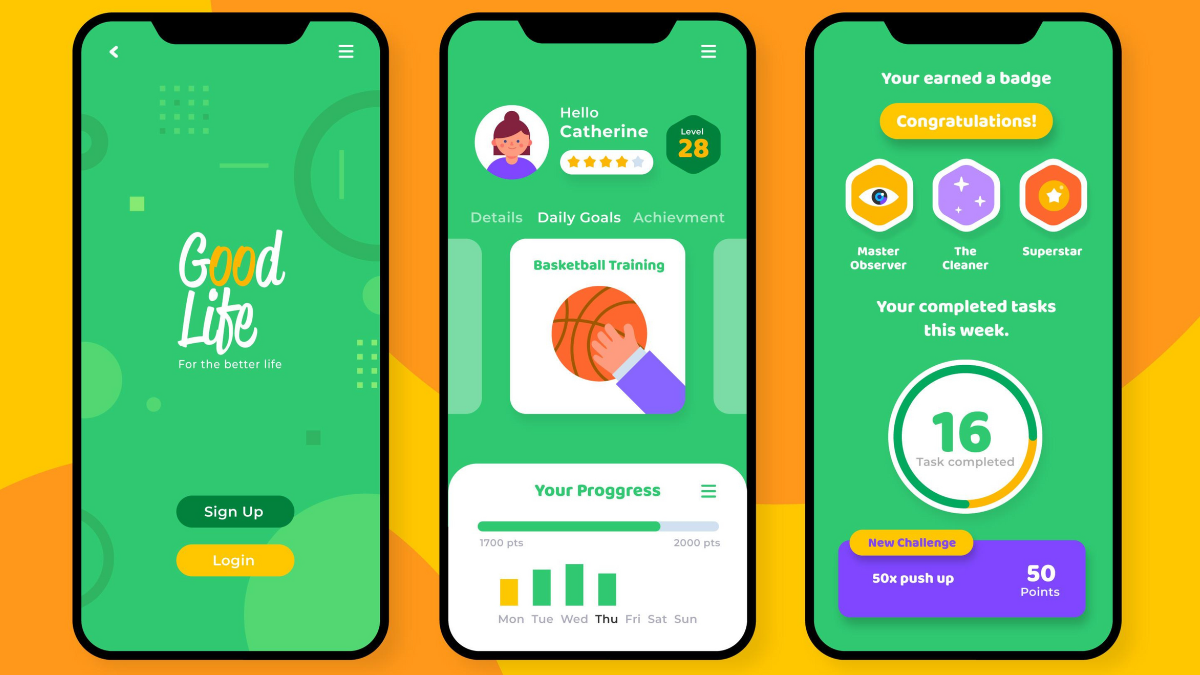 Good
Life
For the better life
Sign Up
Login
Hello
Catherine
Level
28
Details Daily Goals Achievment
Basketball Training
Your Proggress
1700 pts 2000 pts
Mon Tue Wed Thu Fri Sat Sun
Your earned a badge
Congratulations!
Master
Observer
The
Cleaner
Superstar
Your completed tasks
this week.
16
Task completed
New Challenge
50x push up
50
Points